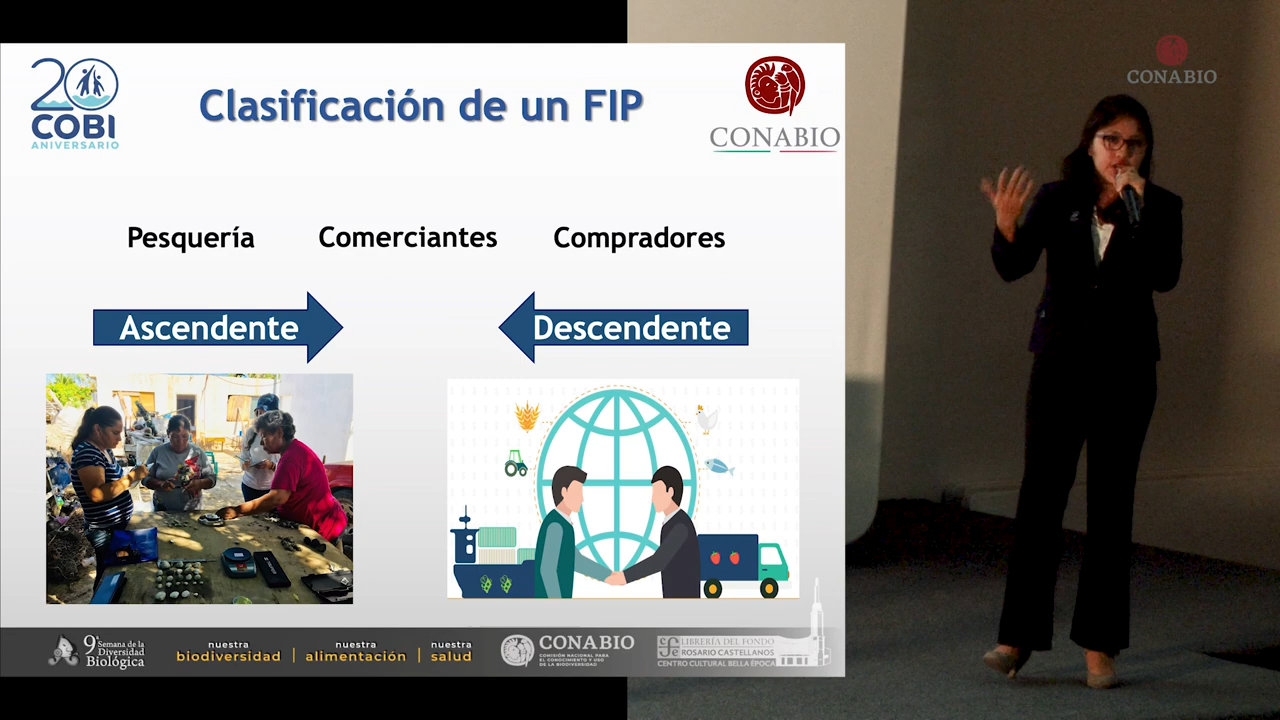 20
COBI
ANIVERSARIO
Clasificación de un FIP
CONABIO
CONABIO
Pesquería
Comerciantes
Compradores
Ascendente
Descendente
9ª Semana de la
Diversidad
Biológica
nuestra
biodiversidad
nuestra
alimentación
nuestra
salud
CONABIO
COMISIÓN NACIONAL PARA
EL CONOCIMIENTO Y USO
DE LA BIODIVERSIDAD
LIBRERÍA DEL FONDO
ROSARIO CASTELLANOS
CENTRO CULTURAL BELLA ÉPOCA